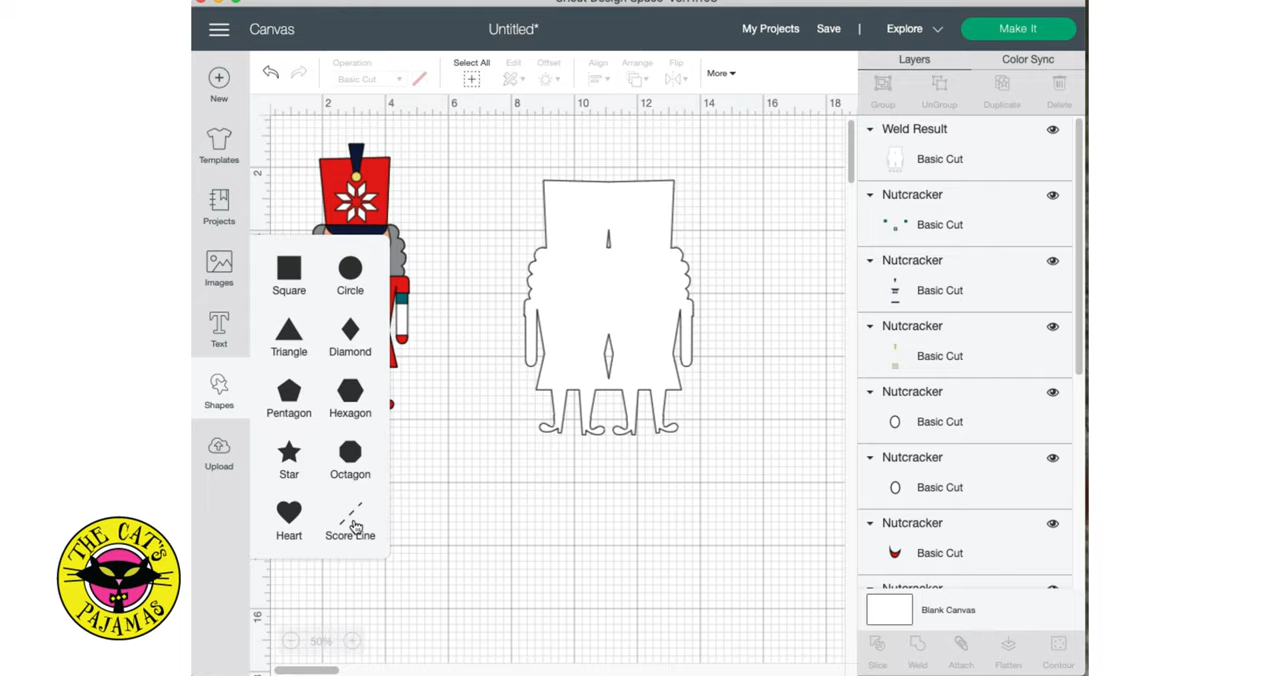 Canvas
Untitled*
My Projects
Save
|
Explore
Make It
New
Templates
Projects
Images
Text
Shapes
Upload
Operation
Basic Cut
Select All
Edit
Offset
Align
Arrange
Flip
More
2
4
6
8
10
12
14
16
18
2
16
Square
Circle
Triangle
Diamond
Pentagon
Hexagon
Star
Octagon
Heart
Score Line
50%
Layers
Color Sync
Group
UnGroup
Duplicate
Delete
Weld Result
Basic Cut
Nutcracker
Basic Cut
Nutcracker
Basic Cut
Nutcracker
Basic Cut
Nutcracker
Basic Cut
Nutcracker
Basic Cut
Nutcracker
Basic Cut
Blank Canvas
Slice
Weld
Attach
Flatten
Contour
THE CAT'S
PAJAMAS